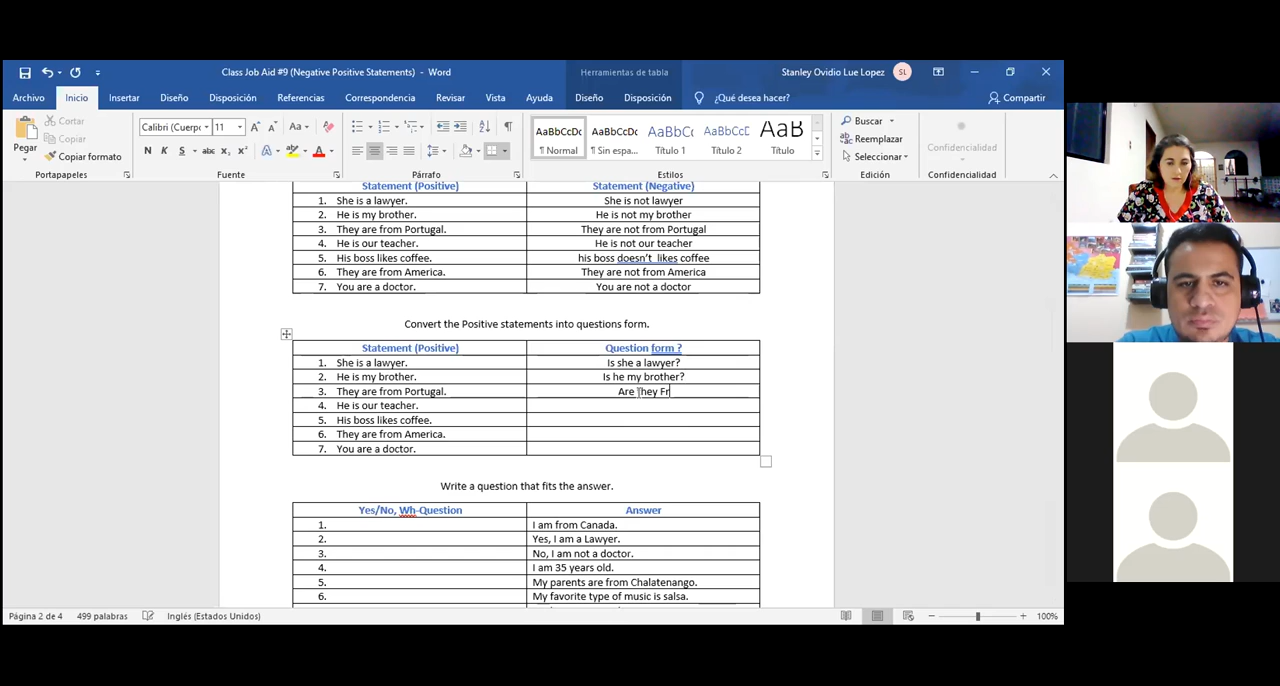 Class Job Aid #9 (Negative Positive Statements) - Word
Herramientas de tabla
Stanley Ovidio Lue Lopez
SL
Archivo Inicio Insertar Diseño Disposición Referencias Correspondencia Revisar Vista Ayuda Diseño Disposición ¿Qué desea hacer? Compartir
Pegar
Cortar
Copiar
Copiar formato
Portapapeles
Calibri (Cuerpc 11
Fuente
Párrafo
AaBbCcDc AaBbCcDc AaBbCc AaBbCcD AaB
¶ Normal ¶ Sin espa... Título 1 Título 2 Título
Estilos
Buscar
Reemplazar
Seleccionar
Edición
Confidencialidad
Confidencialidad
Statement (Positive) Statement (Negative)
1. She is a lawyer. She is not lawyer
2. He is my brother. He is not my brother
3. They are from Portugal. They are not from Portugal
4. He is our teacher. He is not our teacher
5. His boss likes coffee. his boss doesn't likes coffee
6. They are from America. They are not from America
7. You are a doctor. You are not a doctor
Convert the Positive statements into questions form.
Statement (Positive) Question form ?
1. She is a lawyer. Is she a lawyer?
2. He is my brother. Is he my brother?
3. They are from Portugal. Are They Fr
4. He is our teacher.
5. His boss likes coffee.
6. They are from America.
7. You are a doctor.
Write a question that fits the answer.
Yes/No, Wh-Question Answer
1. I am from Canada.
2. Yes, I am a Lawyer.
3. No, I am not a doctor.
4. I am 35 years old.
5. My parents are from Chalatenango.
6. My favorite type of music is salsa.
Página 2 de 4 499 palabras Inglés (Estados Unidos) 100%